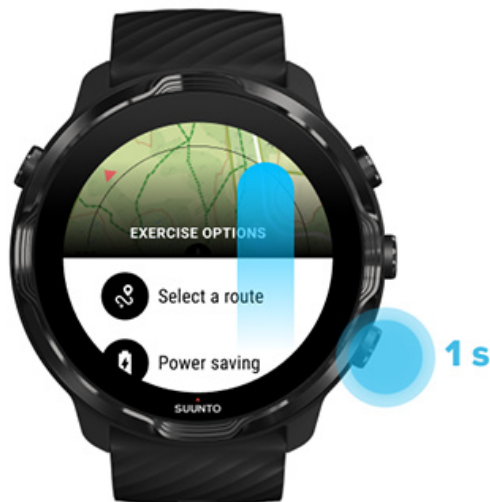 EXERCISE OPTIONS
Select a route
Power saving
SUUNTO
1 s